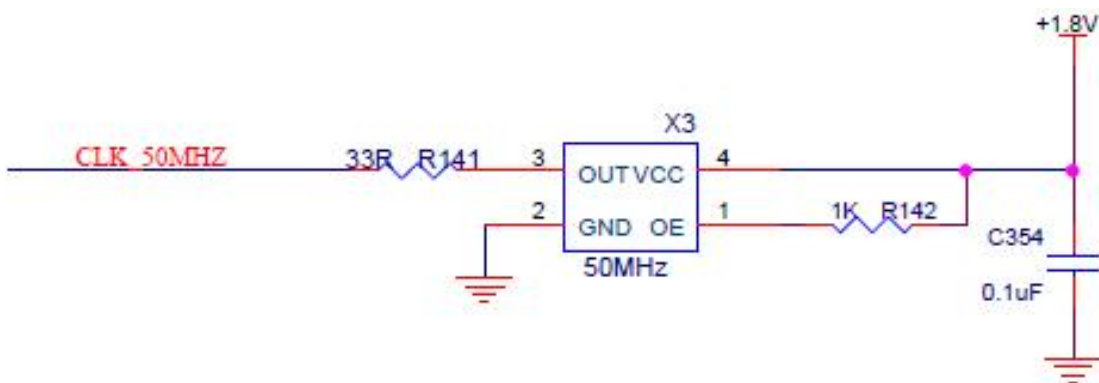 +1.8V
X3
CLK_50MHZ
33R R141 3 OUT VCC 4
2 GND OE 1 1K R142
50MHz
C354
0.1uF